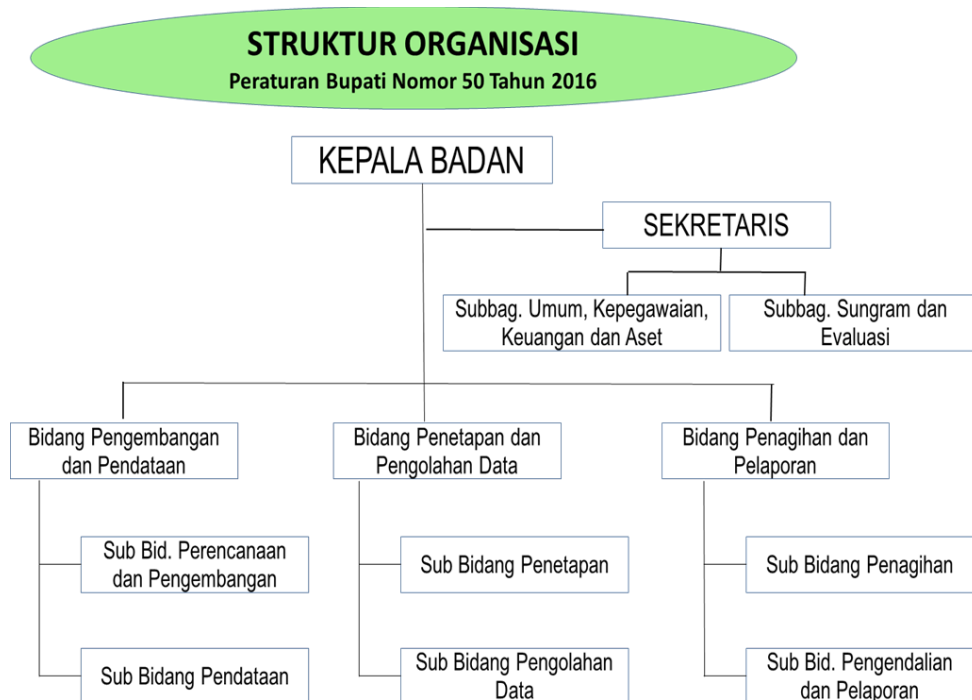 STRUKTUR ORGANISASI
Peraturan Bupati Nomor 50 Tahun 2016
KEPALA BADAN
SEKRETARIS
Subbag. Umum, Kepegawaian,
Keuangan dan Aset
Subbag. Sungram dan
Evaluasi
Bidang Pengembangan
dan Pendataan
Bidang Penetapan dan
Pengolahan Data
Bidang Penagihan dan
Pelaporan
Sub Bid. Perencanaan
dan Pengembangan
Sub Bidang Penetapan
Sub Bidang Penagihan
Sub Bidang Pendataan
Sub Bidang Pengolahan
Data
Sub Bid. Pengendalian
dan Pelaporan